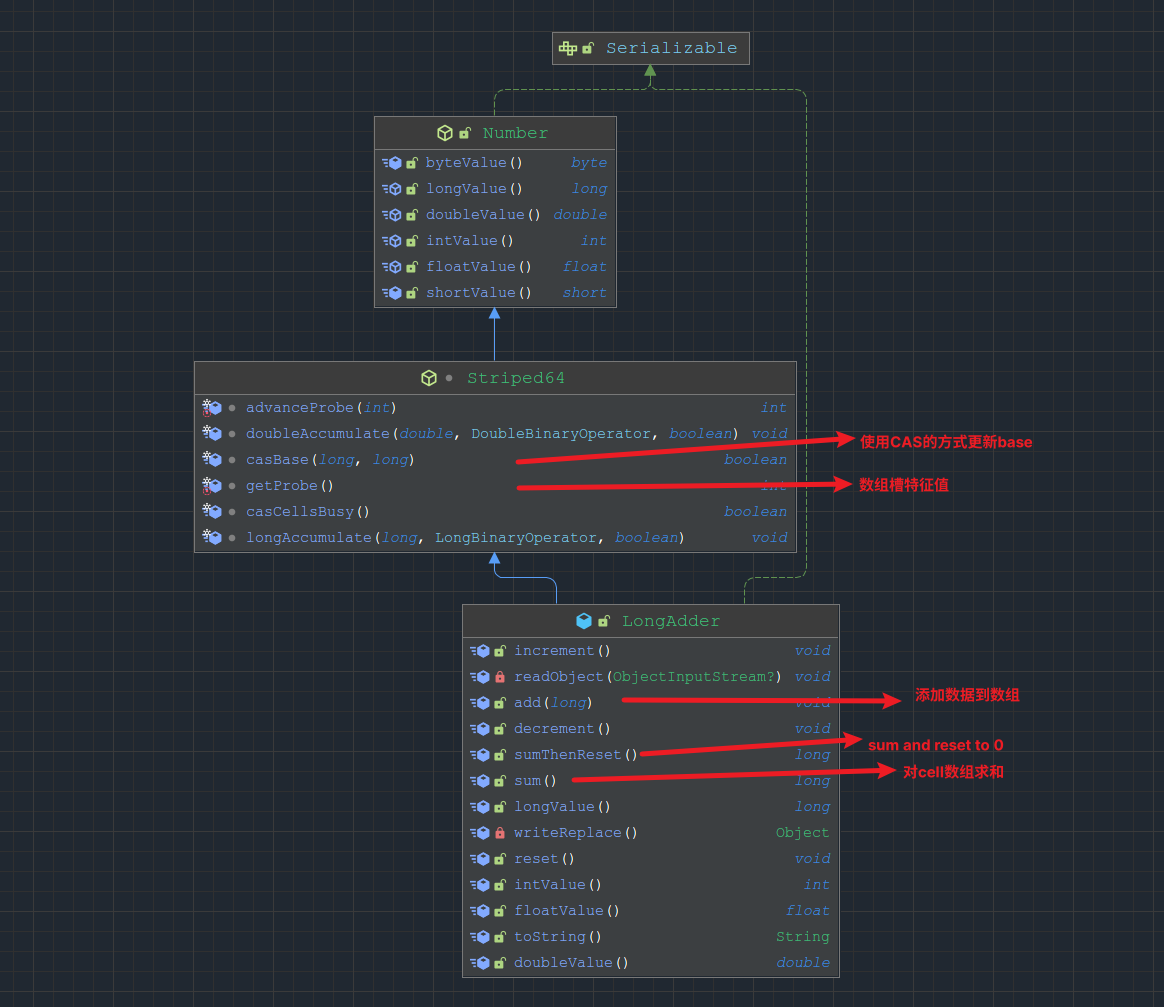 Serializable
Number
byteValue() byte
longValue() long
doubleValue() double
intValue() int
floatValue() float
shortValue() short
Striped64
advanceProbe(int) int
doubleAccumulate(double, DoubleBinaryOperator, boolean) void
casBase(long, long) boolean
使用CAS的方式更新base
getProbe() int
数组槽特征值
casCellsBusy() boolean
longAccumulate(long, LongBinaryOperator, boolean) void
LongAdder
increment() void
readObject(ObjectInputStream?) void
add(long) void
添加数据到数组
decrement() void
sumThenReset() long
sum and reset to 0
sum() long
对cell数组求和
longValue() long
writeReplace() Object
reset() void
intValue() int
floatValue() float
toString() String
doubleValue() double